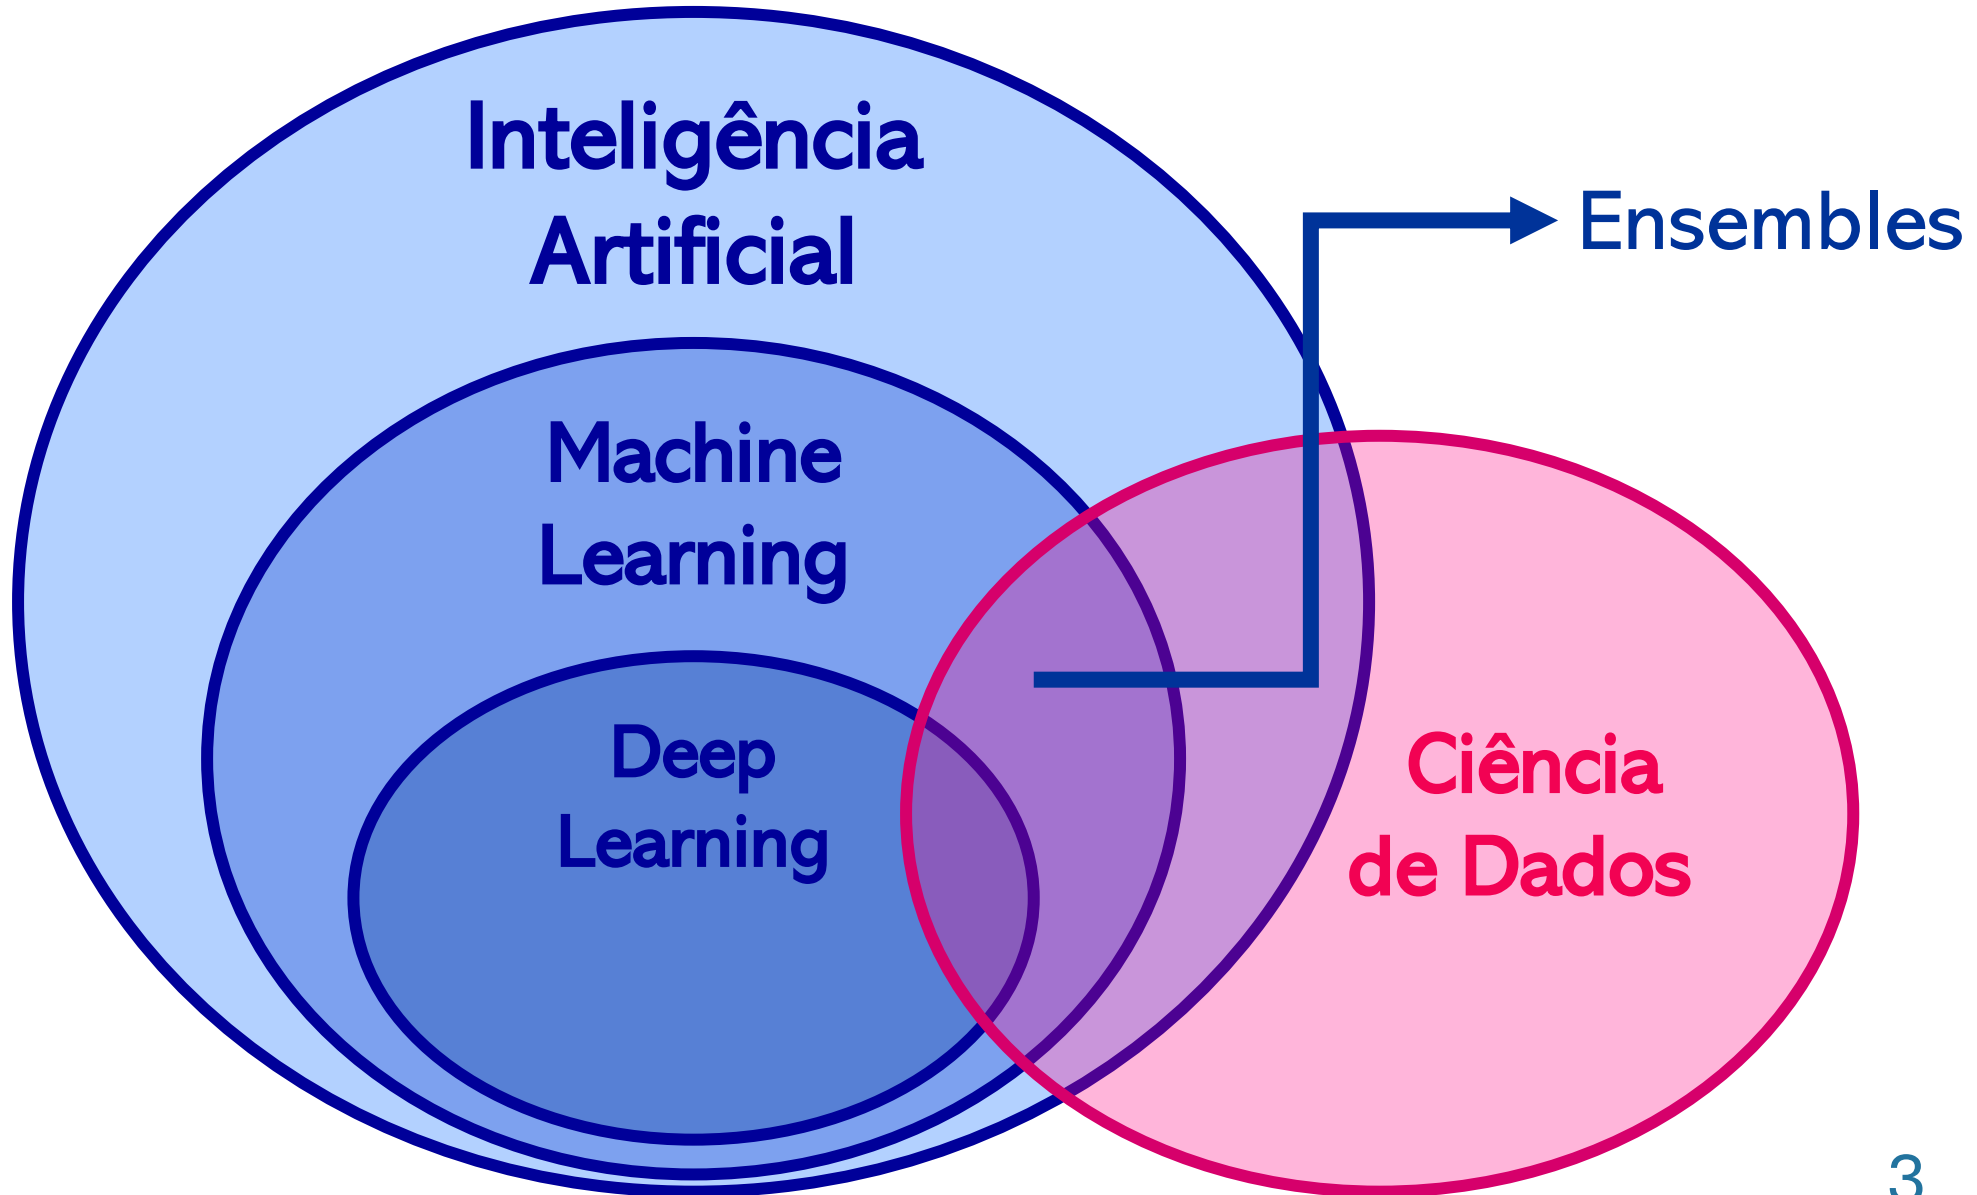 Inteligência
Artificial
Ensembles
Machine
Learning
Deep
Learning
Ciência
de Dados
3